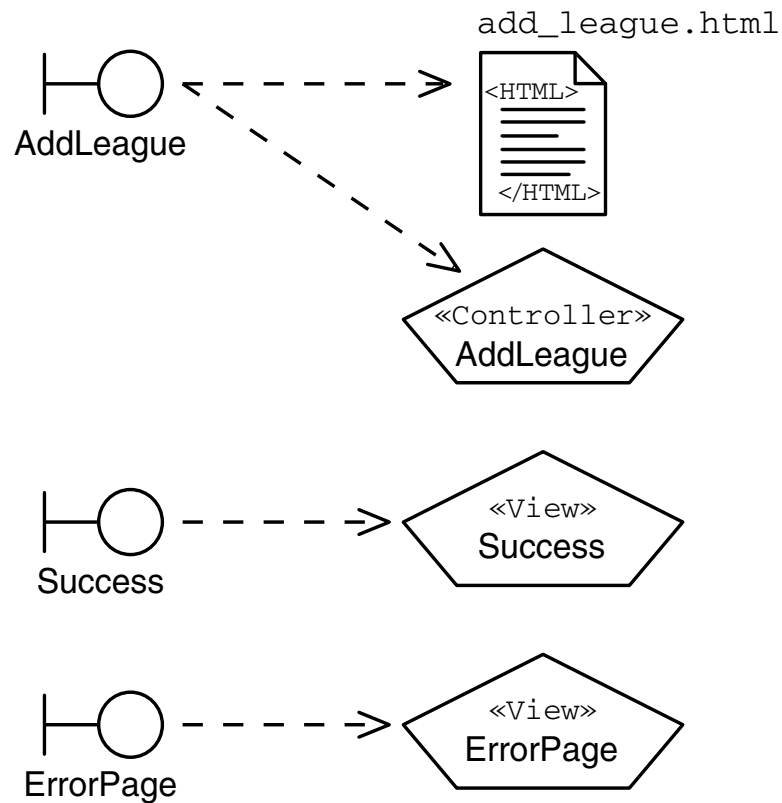 add_league.html
<HTML>
AddLeague
</HTML>
«Controller»
AddLeague
«View»
Success
Success
«View»
ErrorPage
ErrorPage